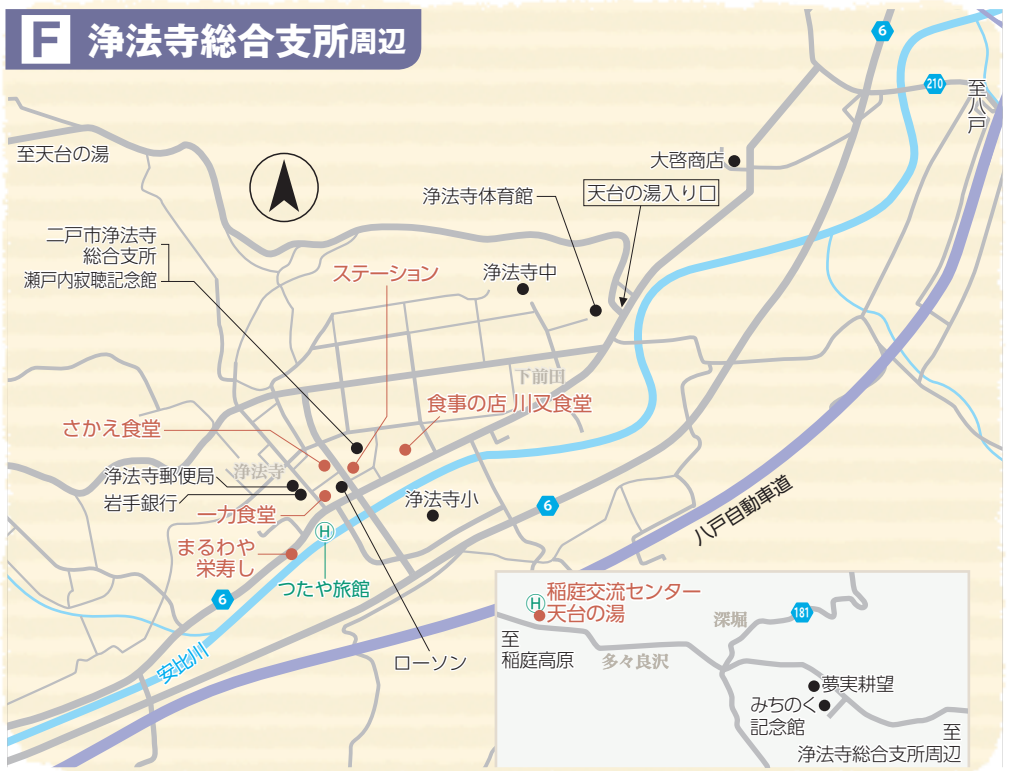 F 浄法寺総合支所周辺
6
210
至八戸
至天台の湯
大啓商店
浄法寺体育館
天台の湯入り口
二戸市浄法寺
総合支所
瀬戸内寂聴記念館
ステーション
浄法寺中
下前田
食事の店 川又食堂
さかえ食堂
浄法寺
浄法寺郵便局
岩手銀行
一力食堂
浄法寺小
6
八戸自動車道
H
まるわや
栄寿し
つたや旅館
6
安比川
ローソン
H
稲庭交流センター
天台の湯
深堀
181
至
稲庭高原
多々良沢
夢実耕望
みちのく
記念館
至
浄法寺総合支所周辺